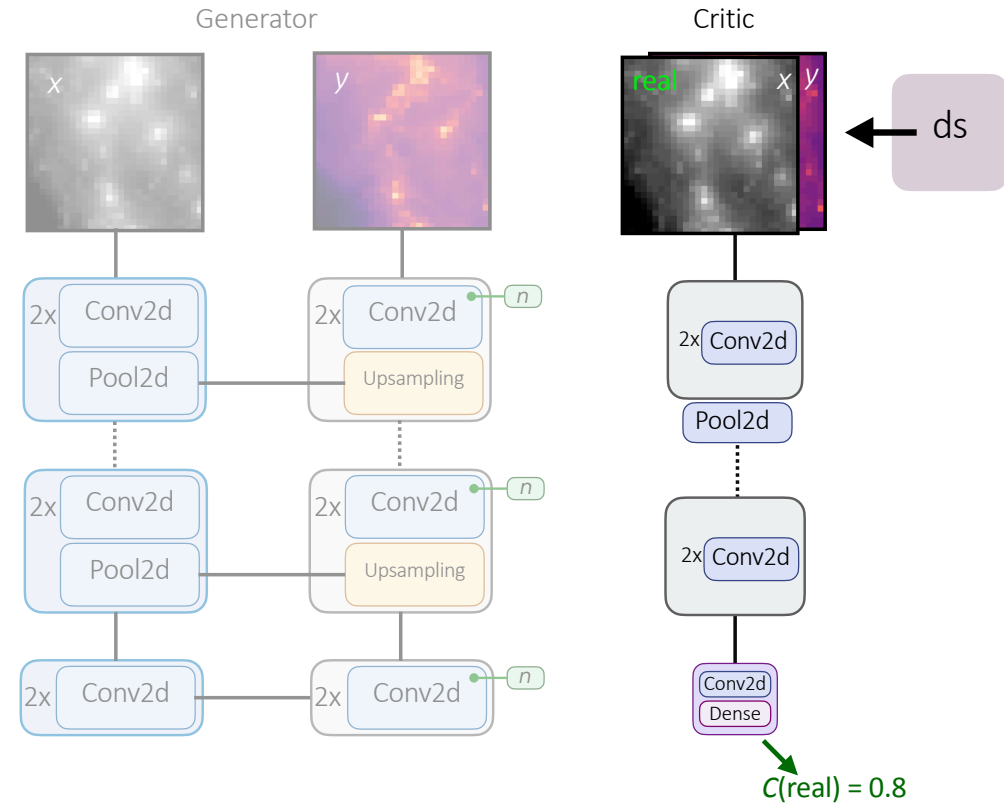 Generator
Critic
x
y
real
x
y
ds
2x
Conv2d
Pool2d
2x
Conv2d
n
Upsampling
2x
Conv2d
Pool2d
2x
Conv2d
Pool2d
2x
Conv2d
n
Upsampling
2x
Conv2d
2x
Conv2d
2x
Conv2d
n
Conv2d
Dense
C(real) = 0.8